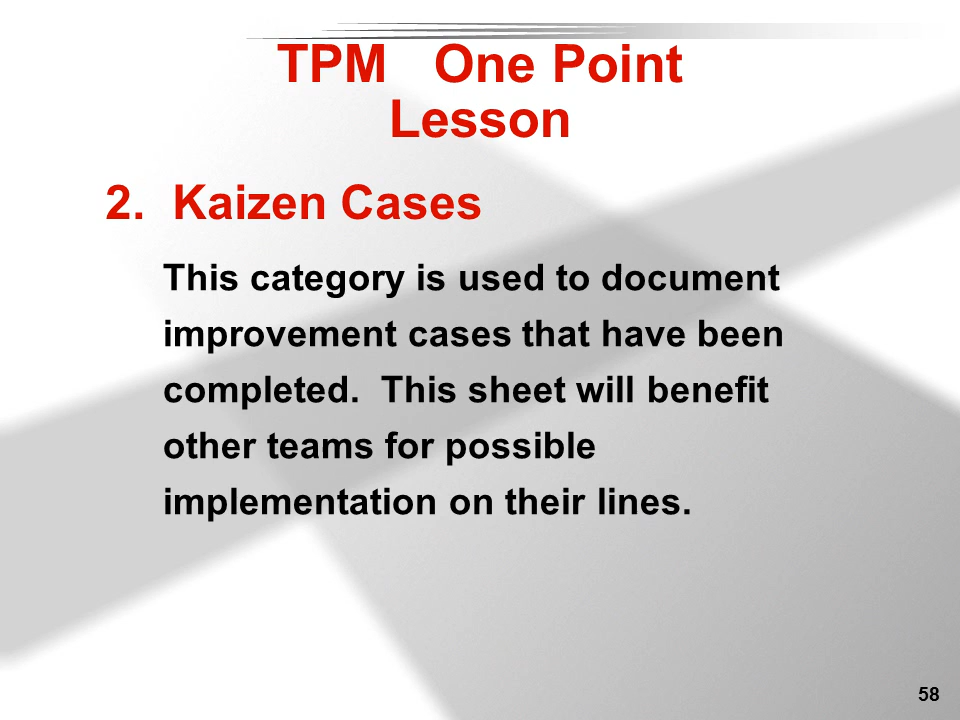 TPM   One Point
Lesson
2.  Kaizen Cases
This category is used to document
improvement cases that have been
completed.  This sheet will benefit
other teams for possible
implementation on their lines.
58